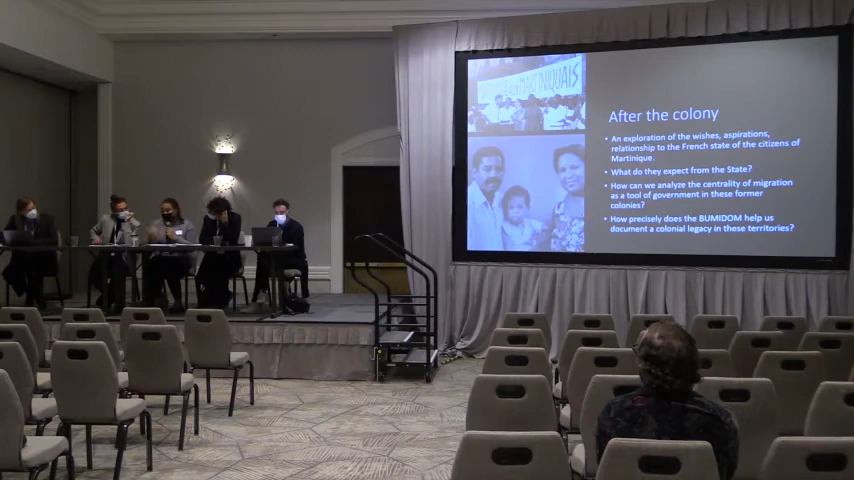 MARTINIQUAIS
After the colony
• An exploration of the wishes, aspirations,
relationship to the French state of the citizens of
Martinique.
• What do they expect from the State?
• How can we analyze the centrality of migration
as a tool of government in these former
colonies?
• How precisely does the BUMIDOM help us
document a colonial legacy in these territories?